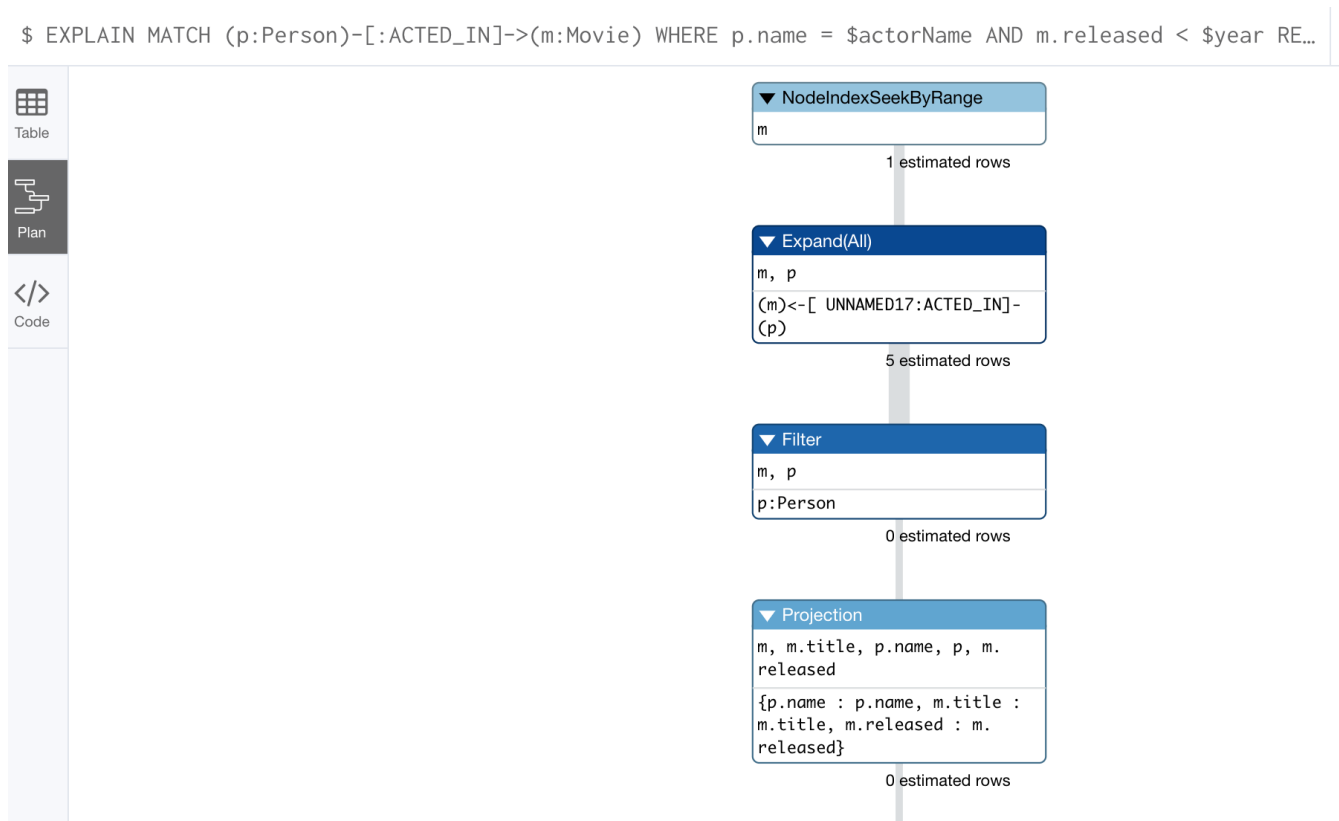 $ EXPLAIN MATCH (p:Person)-[:ACTED_IN]->(m:Movie) WHERE p.name = $actorName AND m.released < $year RE…
Table
Plan
Code
NodeIndexSeekByRange
m
1 estimated rows
Expand(All)
m, p
(m)<-[ UNNAMED17:ACTED_IN]-
(p)
5 estimated rows
Filter
m, p
p:Person
0 estimated rows
Projection
m, m.title, p.name, p, m.
released
{p.name : p.name, m.title :
m.title, m.released : m.
released}
0 estimated rows